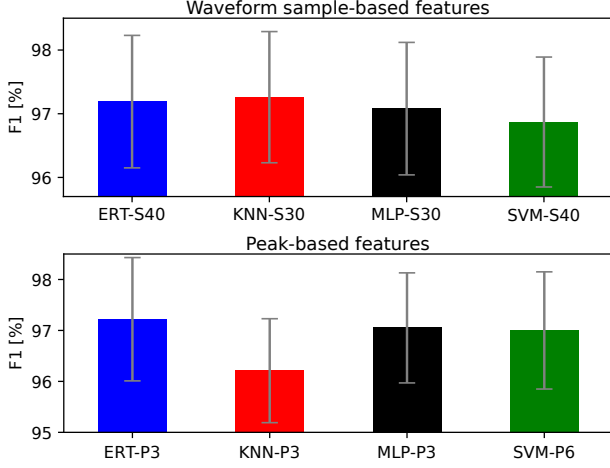 Waveform sample-based features
98
97
96
F1 [%]
ERT-S40 KNN-S30 MLP-S30 SVM-S40
Peak-based features
98
97
96
95
F1 [%]
ERT-P3 KNN-P3 MLP-P3 SVM-P6